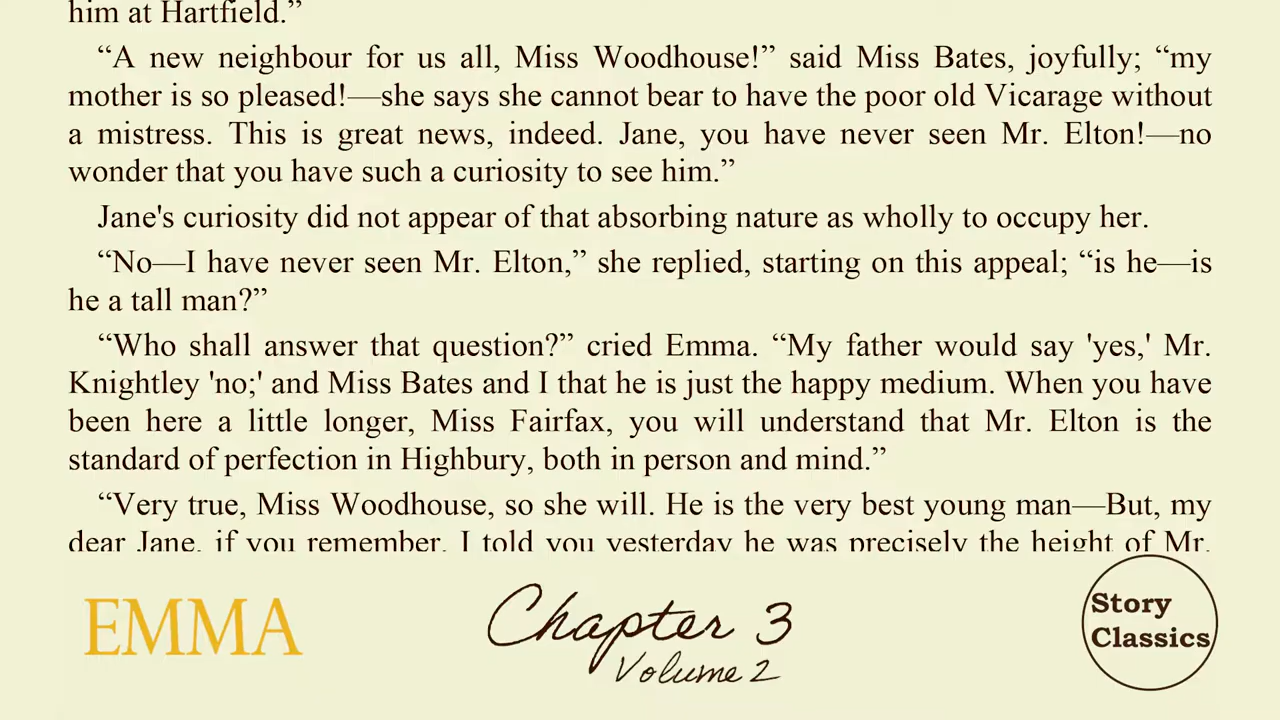 him at Hartfield.”
“A new neighbour for us all, Miss Woodhouse!” said Miss Bates, joyfully; “my
mother is so pleased!—she says she cannot bear to have the poor old Vicarage without
a mistress. This is great news, indeed. Jane, you have never seen Mr. Elton!—no
wonder that you have such a curiosity to see him.”
Jane's curiosity did not appear of that absorbing nature as wholly to occupy her.
“No—I have never seen Mr. Elton,” she replied, starting on this appeal; “is he—is
he a tall man?”
“Who shall answer that question?” cried Emma. “My father would say 'yes,' Mr.
Knightley 'no;' and Miss Bates and I that he is just the happy medium. When you have
been here a little longer, Miss Fairfax, you will understand that Mr. Elton is the
standard of perfection in Highbury, both in person and mind.”
“Very true, Miss Woodhouse, so she will. He is the very best young man—But, my
dear Jane, if you remember, I told you yesterday he was precisely the height of Mr.
EMMA
Chapter 3
Volume 2
Story
Classics